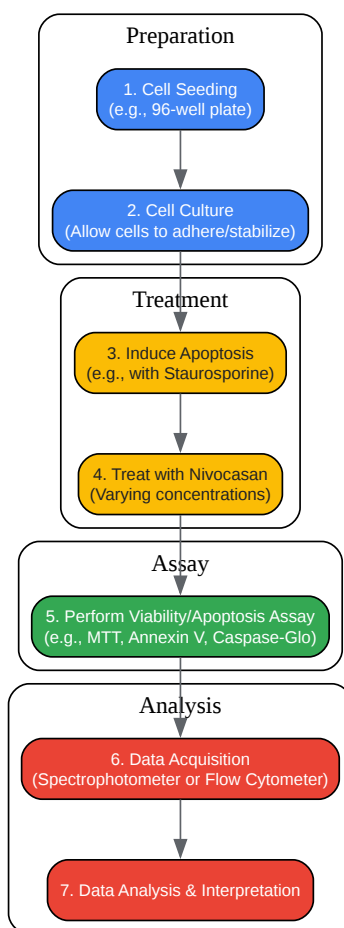 Preparation
1. Cell Seeding
(e.g., 96-well plate)
2. Cell Culture
(Allow cells to adhere/stabilize)
Treatment
3. Induce Apoptosis
(e.g., with Staurosporine)
4. Treat with Nivocasan
(Varying concentrations)
Assay
5. Perform Viability/Apoptosis Assay
(e.g., MTT, Annexin V, Caspase-Glo)
Analysis
6. Data Acquisition
(Spectrophotometer or Flow Cytometer)
7. Data Analysis & Interpretation